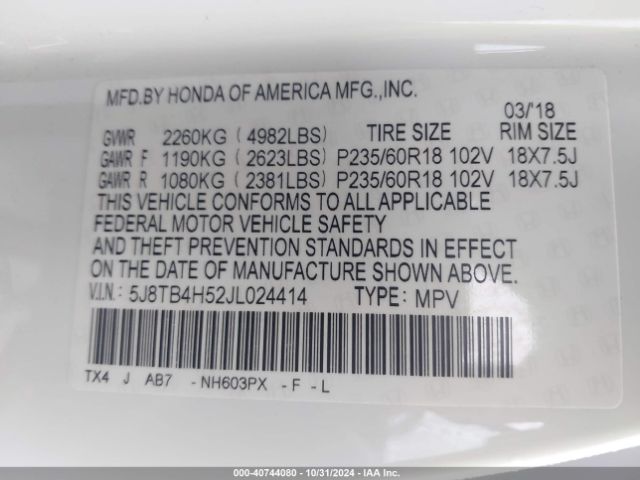 MFD.BY HONDA OF AMERICA MFG.,INC.
03/18
GVWR 2260KG ( 4982LBS) TIRE SIZE RIM SIZE
GAWR F 1190KG ( 2623LBS) P235/60R18 102V 18X7.5J
GAWR R 1080KG ( 2381LBS) P235/60R18 102V 18X7.5J
THIS VEHICLE CONFORMS TO ALL APPLICABLE
FEDERAL MOTOR VEHICLE SAFETY
AND THEFT PREVENTION STANDARDS IN EFFECT
ON THE DATE OF MANUFACTURE SHOWN ABOVE.
V.I.N.: 5J8TB4H52JL024414 TYPE: MPV
TX4 J AB7 -NH603PX -F -L
000-40744080 - 10/31/2024 - IAA Inc.